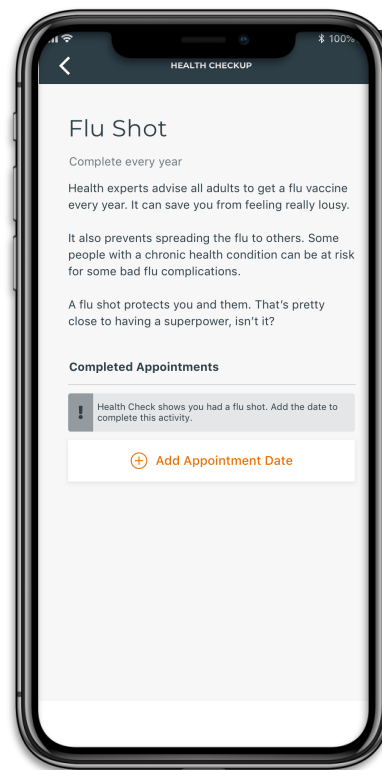 100%
HEALTH CHECKUP
Flu Shot
Complete every year
Health experts advise all adults to get a flu vaccine
every year. It can save you from feeling really lousy.
It also prevents spreading the flu to others. Some
people with a chronic health condition can be at risk
for some bad flu complications.
A flu shot protects you and them. That's pretty
close to having a superpower, isn't it?
Completed Appointments
! Health Check shows you had a flu shot. Add the date to
complete this activity.
Add Appointment Date